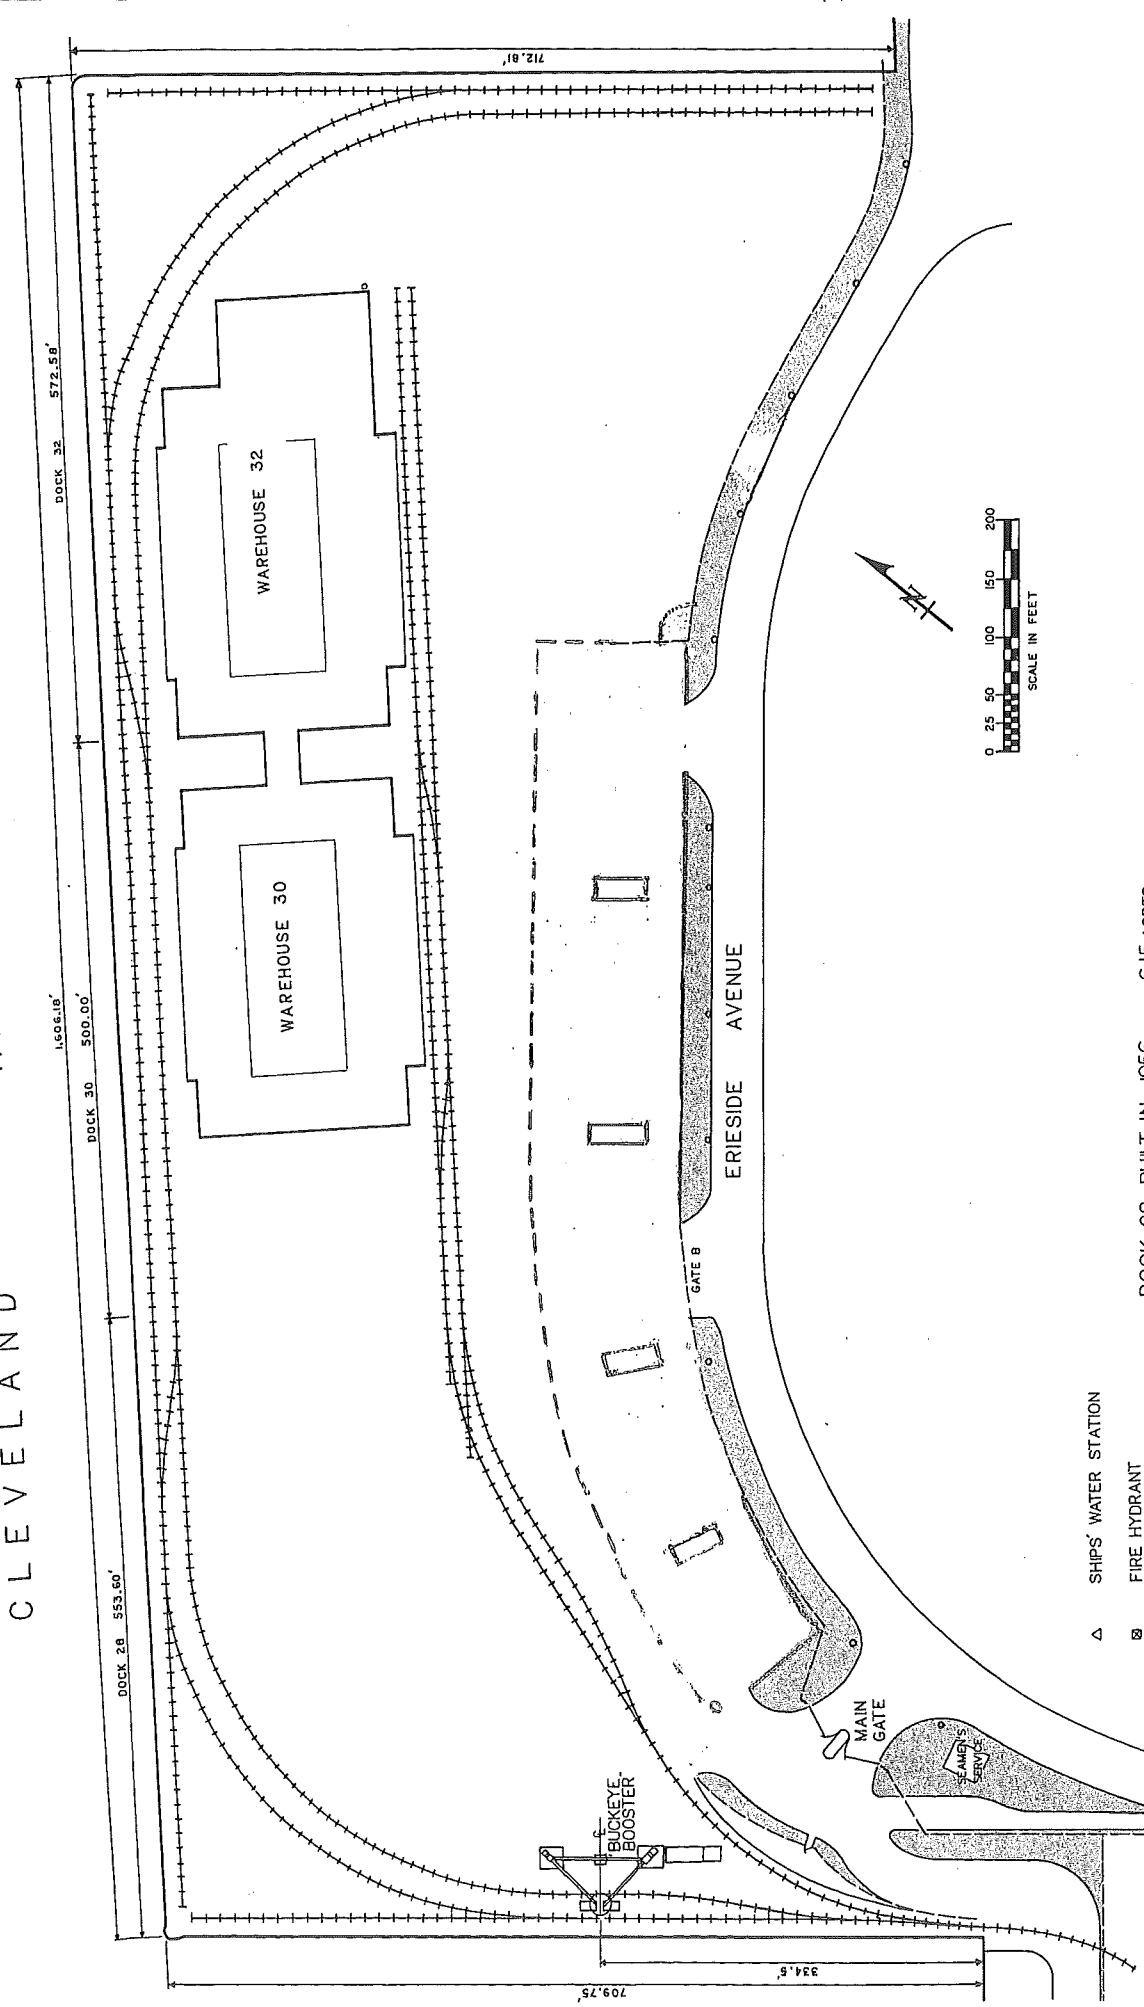 CLEVELAND
1,606.18'
DOCK 28 553.60'
DOCK 30 500.00'
DOCK 32 572.58'
712.81'
709.75'
334.5'
WAREHOUSE 30
WAREHOUSE 32
BUCKEYE-
BOOSTER
MAIN
GATE
SEAMEN'S
SERVICE
GATE B
ERIESIDE AVENUE
N
0 25 50 100 150 200
SCALE IN FEET
△ SHIPS' WATER STATION
FIRE HYDRANT